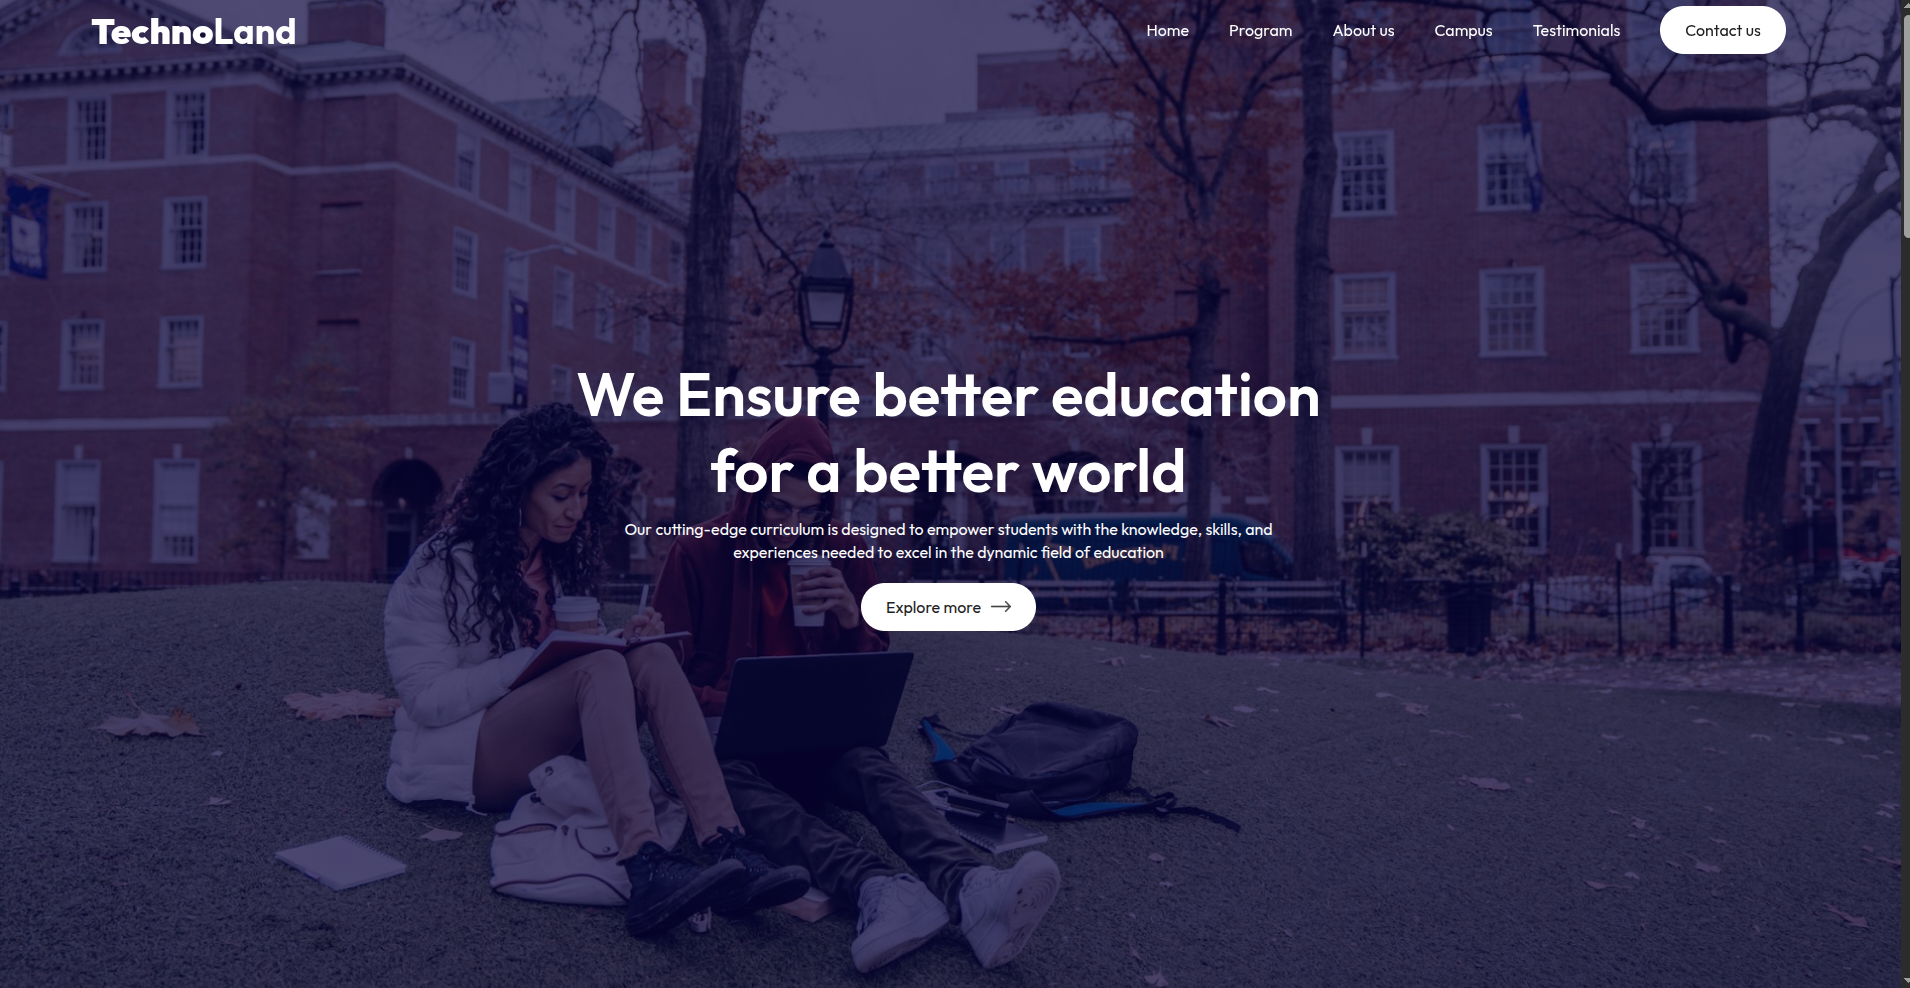 TechnoLand
Home
Program
About us
Campus
Testimonials
Contact us
We Ensure better education
for a better world
Our cutting-edge curriculum is designed to empower students with the knowledge, skills, and
experiences needed to excel in the dynamic field of education
Explore more